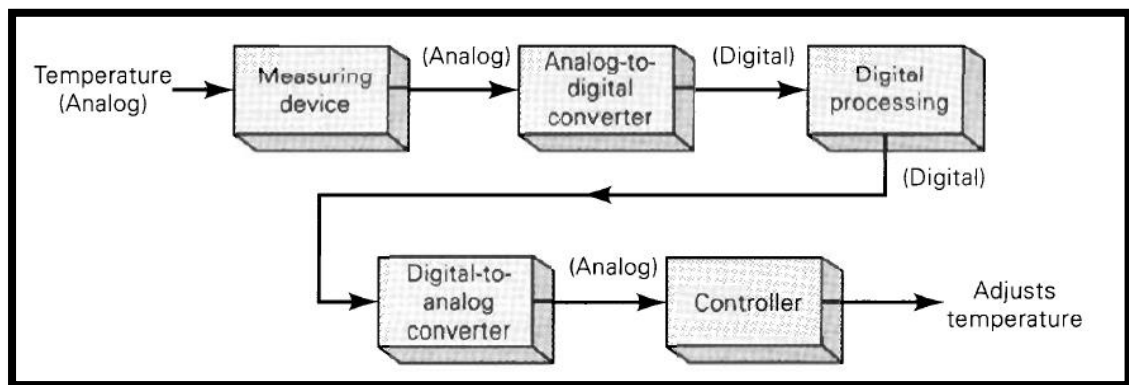 Temperature
(Analog)
Measuring
device
(Analog)
Analog-to-
digital
converter
(Digital)
Digital
processing
(Digital)
Digital-to-
analog
converter
(Analog)
Controller
Adjusts
temperature